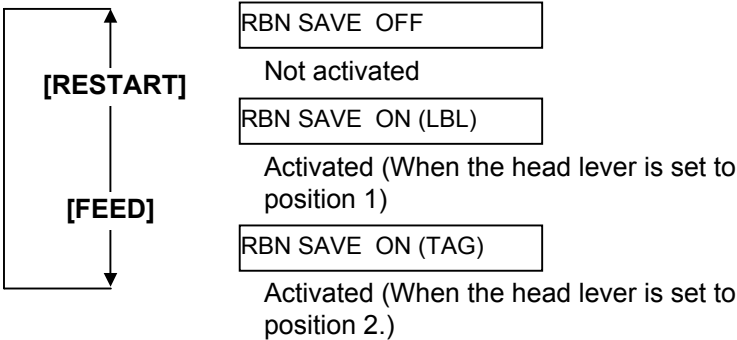 RBN SAVE OFF
Not activated
[RESTART]
RBN SAVE ON (LBL)
Activated (When the head lever is set to
position 1)
[FEED]
RBN SAVE ON (TAG)
Activated (When the head lever is set to
position 2.)